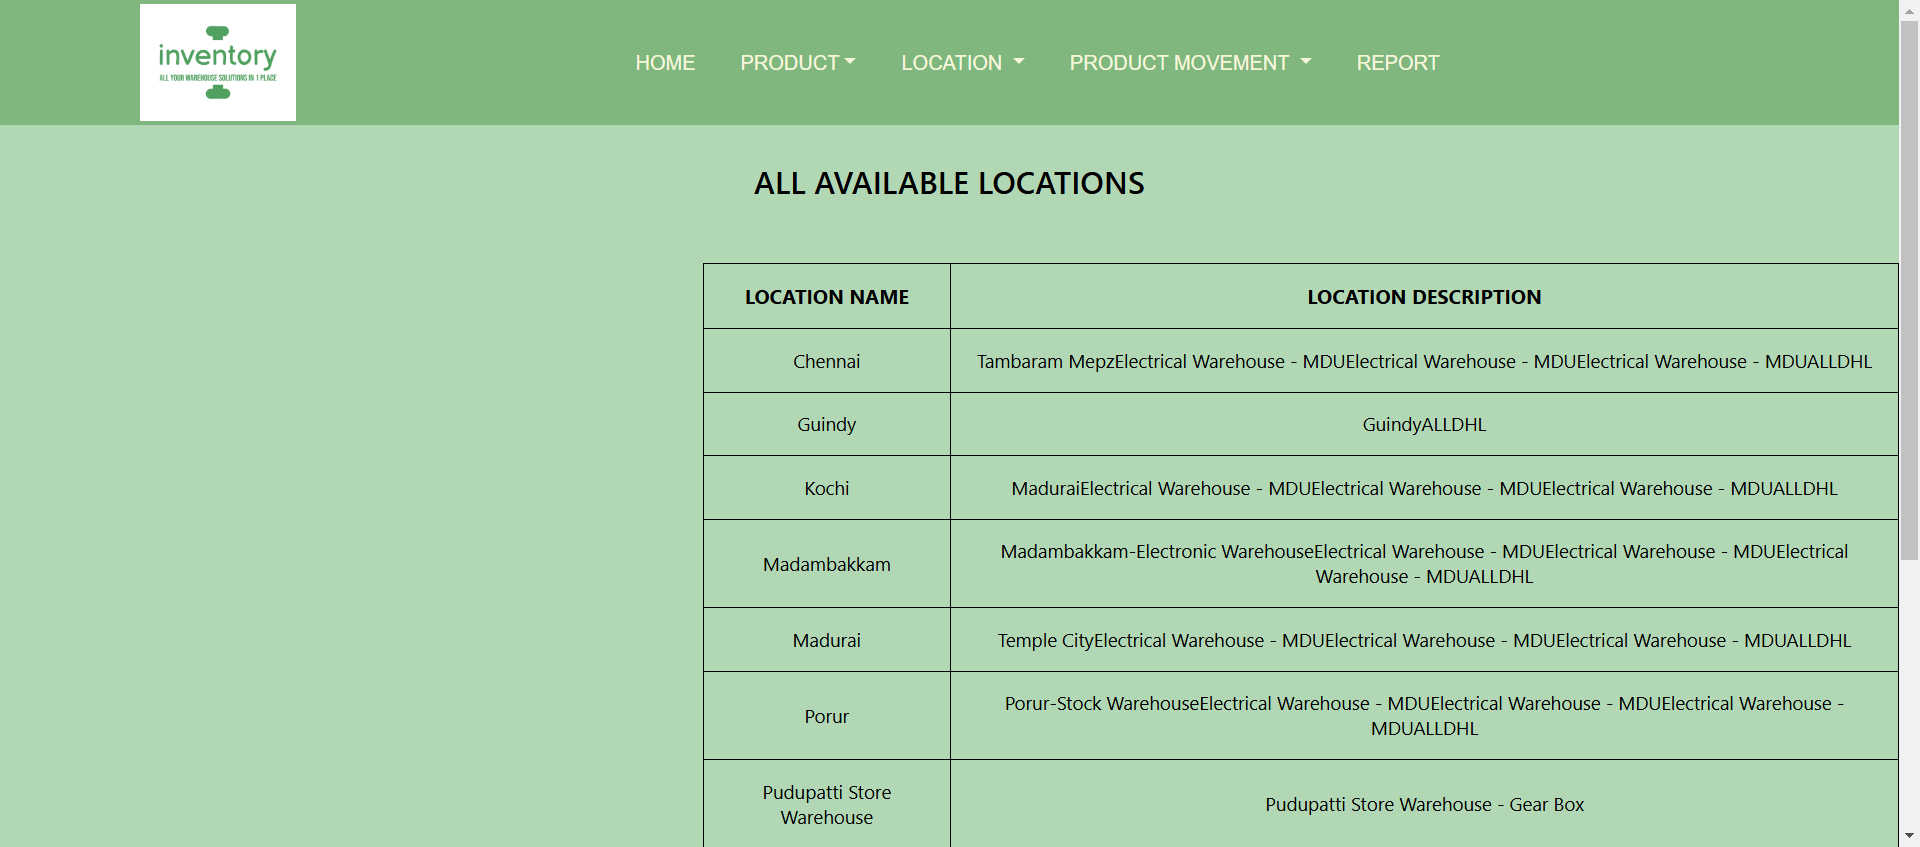 inventory
ALL YOUR WAREHOUSE SOLUTIONS IN 1 PLACE
HOME PRODUCT LOCATION PRODUCT MOVEMENT REPORT
ALL AVAILABLE LOCATIONS
LOCATION NAME LOCATION DESCRIPTION
Chennai Tambaram MepzElectrical Warehouse - MDUElectrical Warehouse - MDUElectrical Warehouse - MDUALLDHL
Guindy GuindyALLDHL
Kochi MaduraiElectrical Warehouse - MDUElectrical Warehouse - MDUElectrical Warehouse - MDUALLDHL
Madambakkam Madambakkam-Electronic WarehouseElectrical Warehouse - MDUElectrical Warehouse - MDUElectrical
Warehouse - MDUALLDHL
Madurai Temple CityElectrical Warehouse - MDUElectrical Warehouse - MDUElectrical Warehouse - MDUALLDHL
Porur Porur-Stock WarehouseElectrical Warehouse - MDUElectrical Warehouse - MDUElectrical Warehouse -
MDUALLDHL
Pudupatti Store
Warehouse Pudupatti Store Warehouse - Gear Box